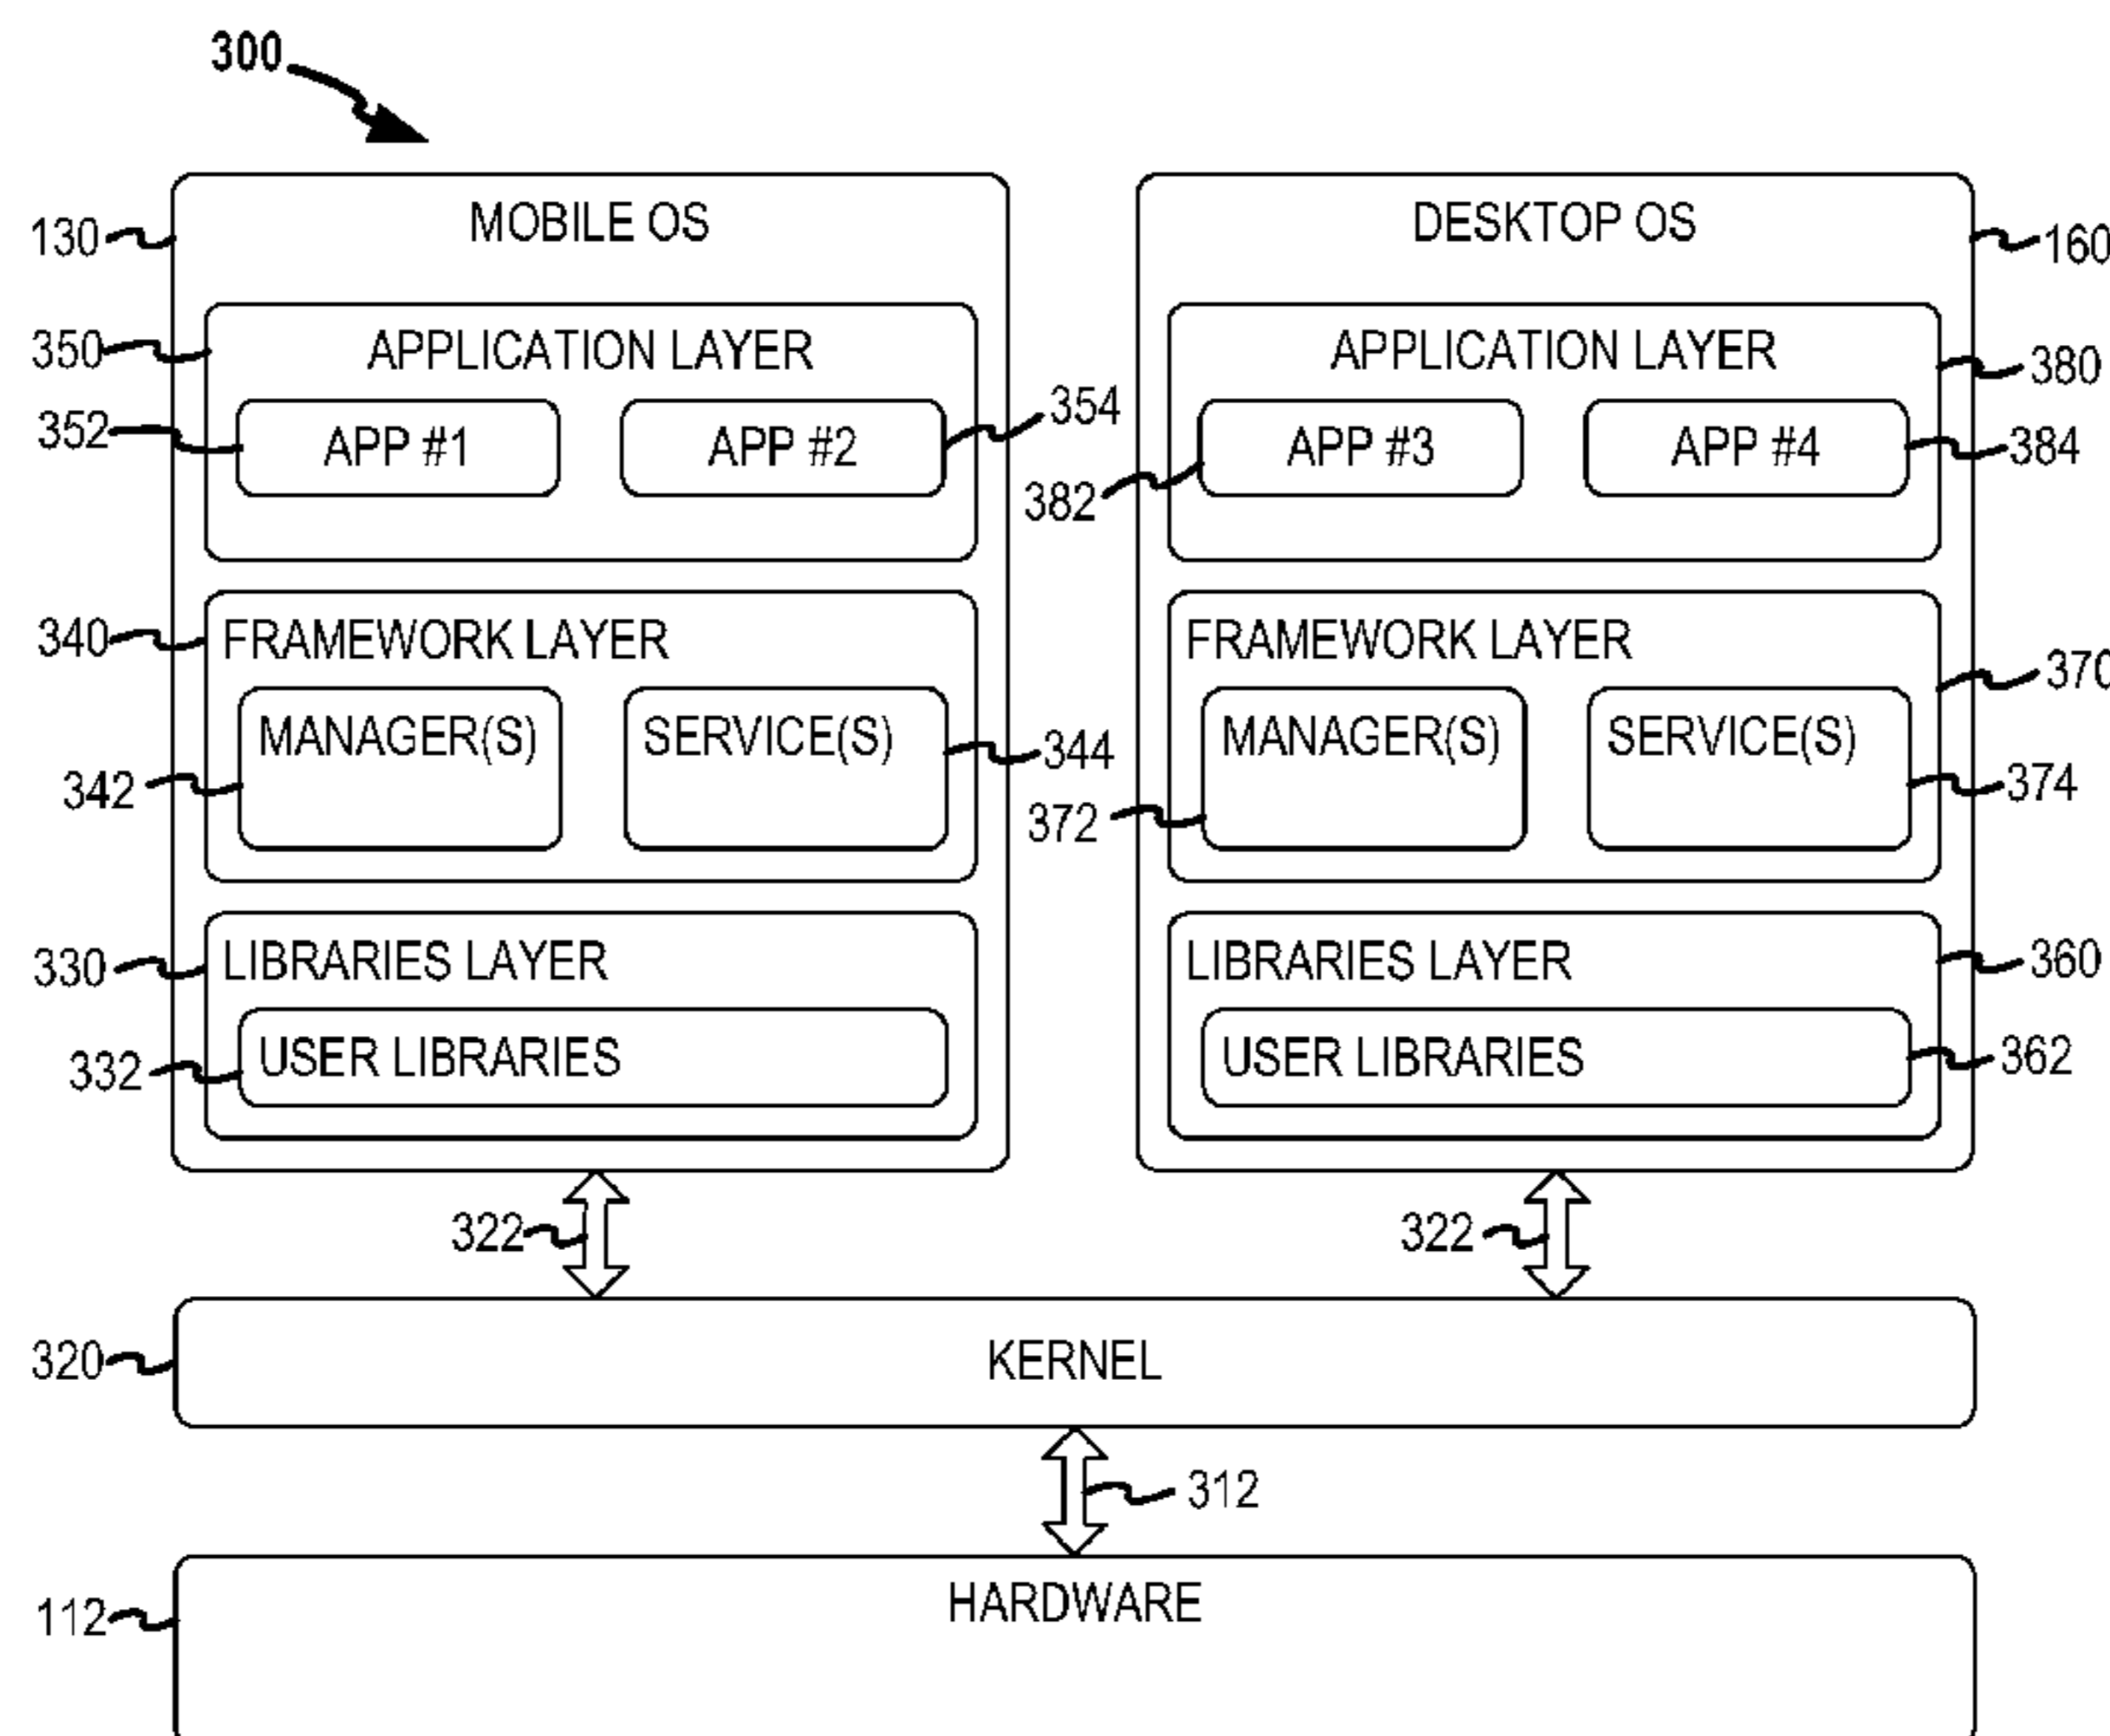 300
MOBILE OS
DESKTOP OS
130
160
350
APPLICATION LAYER
APPLICATION LAYER
380
352
APP #1
APP #2
354
382
APP #3
APP #4
384
340
FRAMEWORK LAYER
FRAMEWORK LAYER
370
342
MANAGER(S)
SERVICE(S)
344
372
MANAGER(S)
SERVICE(S)
374
330
LIBRARIES LAYER
LIBRARIES LAYER
360
332
USER LIBRARIES
USER LIBRARIES
362
322
322
320
KERNEL
312
112
HARDWARE